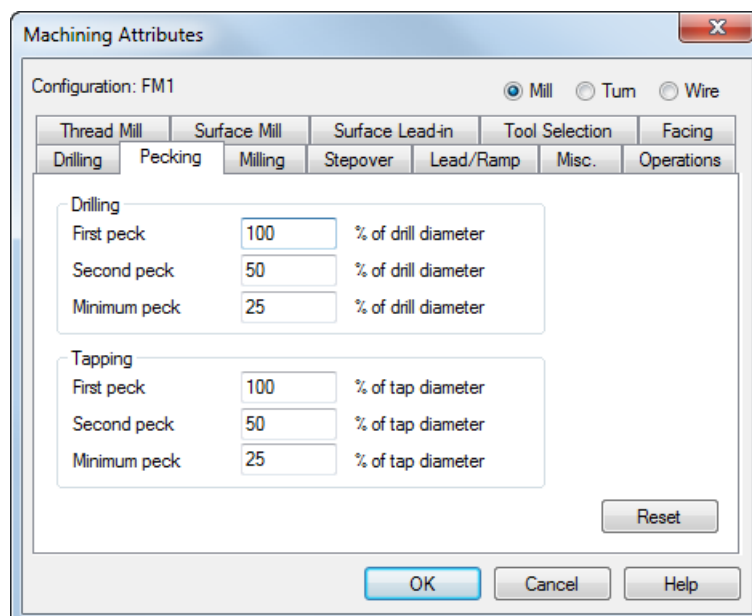 Machining Attributes
Configuration: FM1 Mill Turn Wire
Thread Mill Surface Mill Surface Lead-in Tool Selection Facing
Drilling Pecking Milling Stepover Lead/Ramp Misc. Operations
Drilling
First peck 100 % of drill diameter
Second peck 50 % of drill diameter
Minimum peck 25 % of drill diameter
Tapping
First peck 100 % of tap diameter
Second peck 50 % of tap diameter
Minimum peck 25 % of tap diameter
Reset
OK Cancel Help